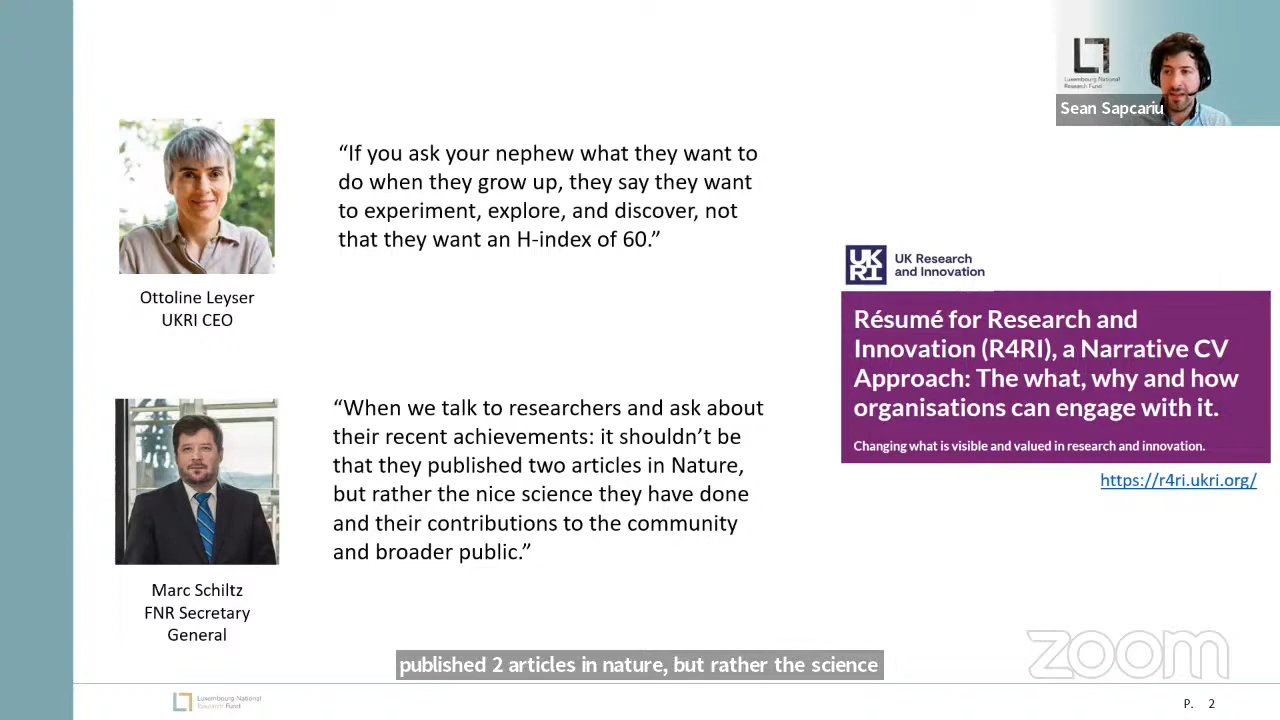 Luxembourg National
Research Fund
Sean Sapcariu
“If you ask your nephew what they want to
do when they grow up, they say they want
to experiment, explore, and discover, not
that they want an H-index of 60.”
Ottoline Leyser
UKRI CEO
UK
RI
UK Research
and Innovation
Résumé for Research and
Innovation (R4RI), a Narrative CV
Approach: The what, why and how
organisations can engage with it.
Changing what is visible and valued in research and innovation.
https://r4ri.ukri.org/
“When we talk to researchers and ask about
their recent achievements: it shouldn’t be
that they published two articles in Nature,
but rather the nice science they have done
and their contributions to the community
and broader public.”
Marc Schiltz
FNR Secretary
General
published 2 articles in nature, but rather the science
zoom
Luxembourg National
Research Fund
P. 2